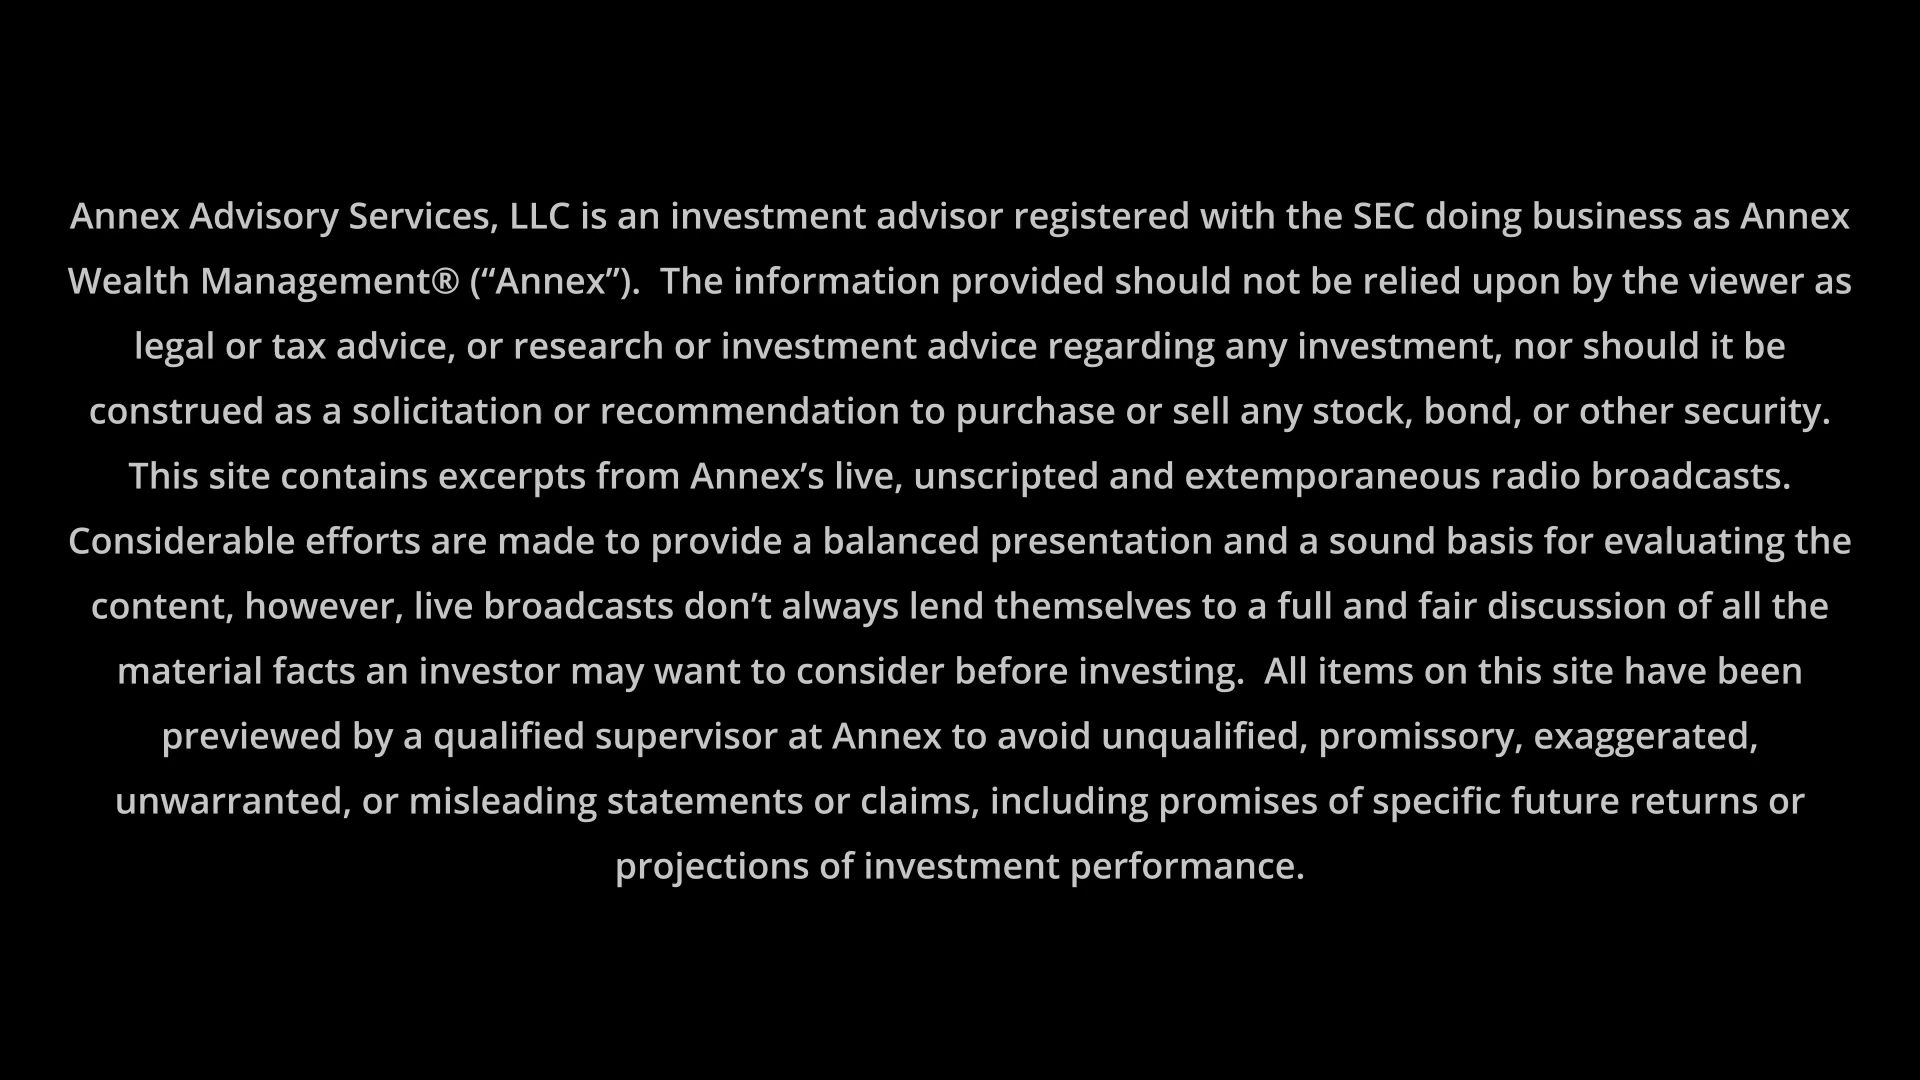 Annex Advisory Services, LLC is an investment advisor registered with the SEC doing business as Annex
Wealth Management® (“Annex”).  The information provided should not be relied upon by the viewer as
legal or tax advice, or research or investment advice regarding any investment, nor should it be
construed as a solicitation or recommendation to purchase or sell any stock, bond, or other security.
This site contains excerpts from Annex’s live, unscripted and extemporaneous radio broadcasts.
Considerable efforts are made to provide a balanced presentation and a sound basis for evaluating the
content, however, live broadcasts don’t always lend themselves to a full and fair discussion of all the
material facts an investor may want to consider before investing.  All items on this site have been
previewed by a qualified supervisor at Annex to avoid unqualified, promissory, exaggerated,
unwarranted, or misleading statements or claims, including promises of specific future returns or
projections of investment performance.